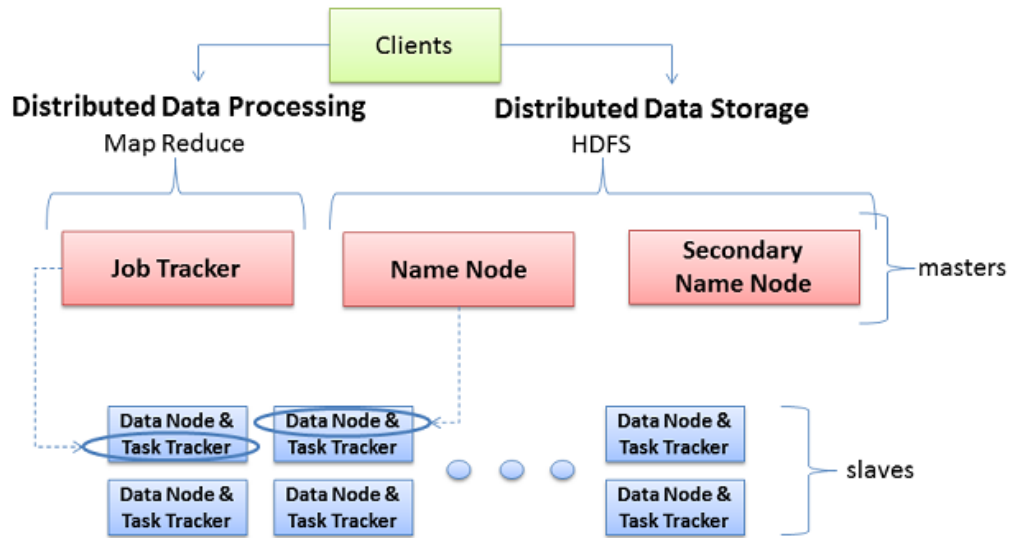 Clients
Distributed Data Processing
Map Reduce
Distributed Data Storage
HDFS
Job Tracker
Name Node
Secondary
Name Node
masters
Data Node &
Task Tracker
Data Node &
Task Tracker
Data Node &
Task Tracker
slaves
Data Node &
Task Tracker
Data Node &
Task Tracker
Data Node &
Task Tracker